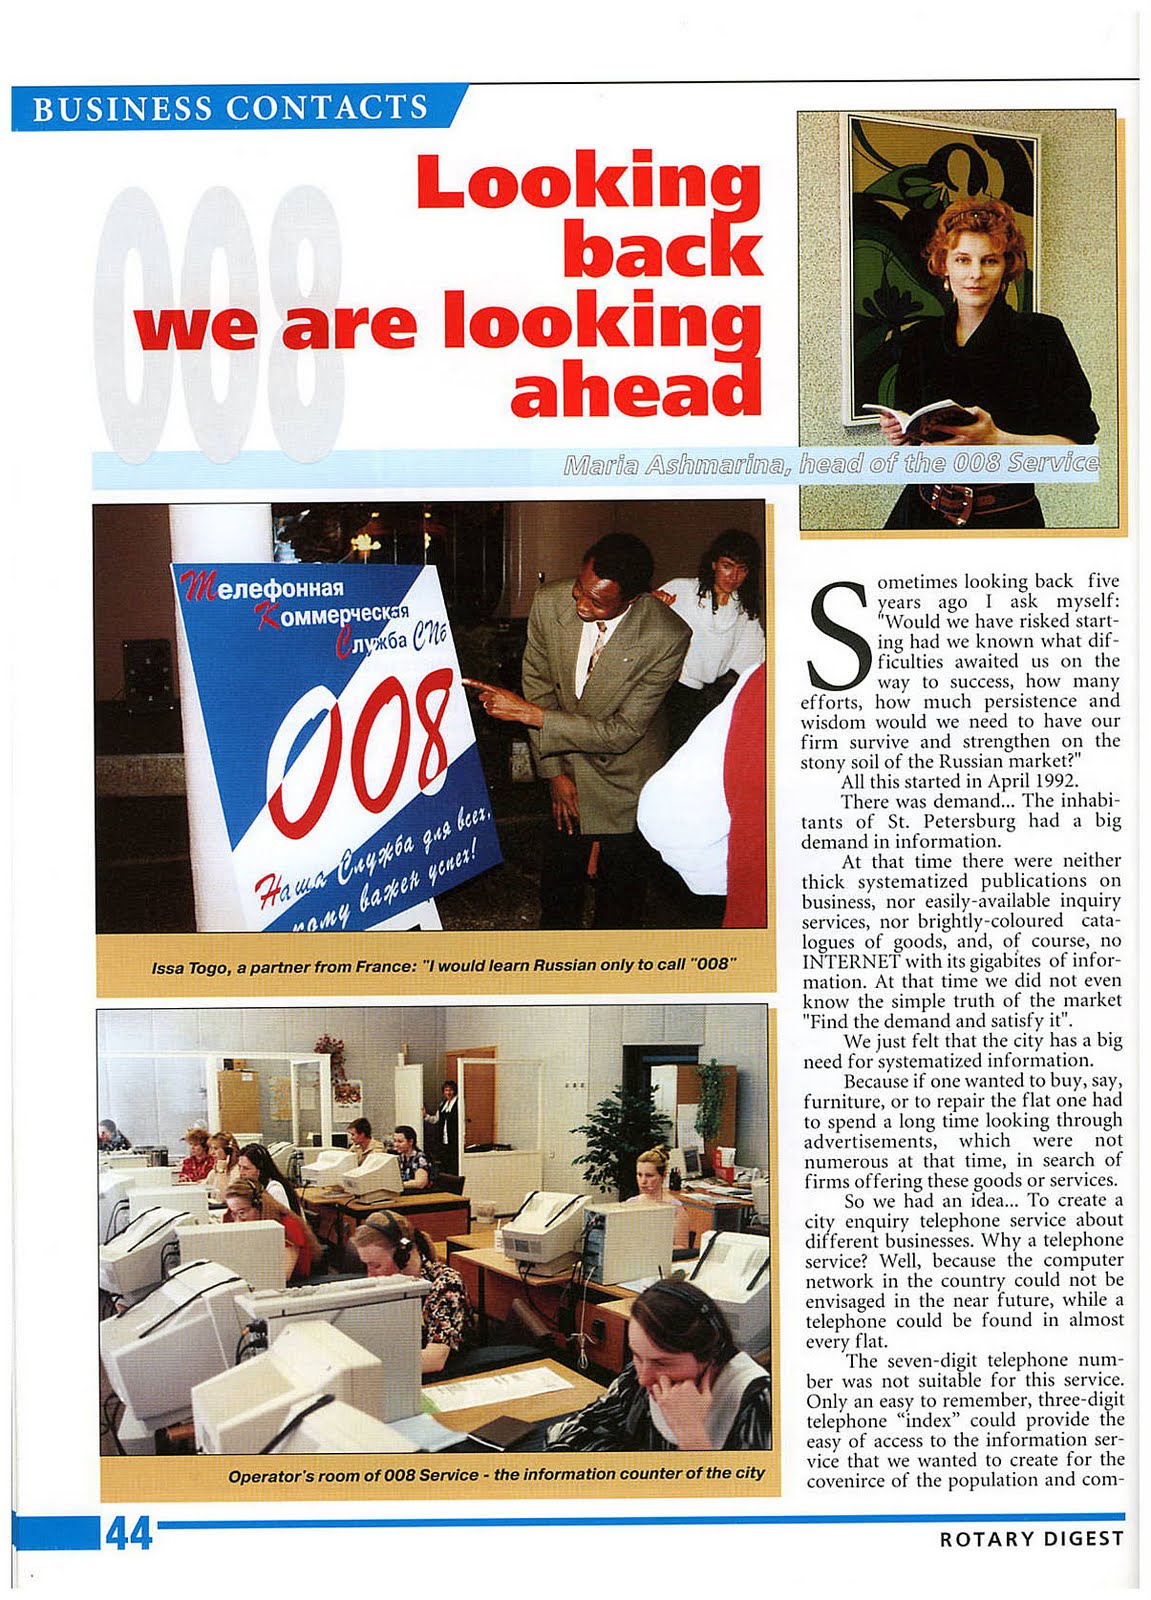 BUSINESS CONTACTS
008
Looking
back
we are looking
ahead
Maria Ashmarina, head of the 008 Service
Телефонная
Коммерческая
Служба СПб
008
Наша Служба для всех,
кому важен успех!
Issa Togo, a partner from France: "I would learn Russian only to call "008"
Operator's room of 008 Service - the information counter of the city
Sometimes looking back five
years ago I ask myself:
"Would we have risked start-
ing had we known what dif-
ficulties awaited us on the
way to success, how many
efforts, how much persistence and
wisdom would we need to have our
firm survive and strengthen on the
stony soil of the Russian market?"
All this started in April 1992.
There was demand... The inhabi-
tants of St. Petersburg had a big
demand in information.
At that time there were neither
thick systematized publications on
business, nor easily-available inquiry
services, nor brightly-coloured cata-
logues of goods, and, of course, no
INTERNET with its gigabites of infor-
mation. At that time we did not even
know the simple truth of the market
"Find the demand and satisfy it".
We just felt that the city has a big
need for systematized information.
Because if one wanted to buy, say,
furniture, or to repair the flat one had
to spend a long time looking through
advertisements, which were not
numerous at that time, in search of
firms offering these goods or services.
So we had an idea... To create a
city enquiry telephone service about
different businesses. Why a telephone
service? Well, because the computer
network in the country could not be
envisaged in the near future, while a
telephone could be found in almost
every flat.
The seven-digit telephone num-
ber was not suitable for this service.
Only an easy to remember, three-digit
telephone “index” could provide the
easy of access to the information ser-
vice that we wanted to create for the
covenirce of the population and com-
44
ROTARY DIGEST